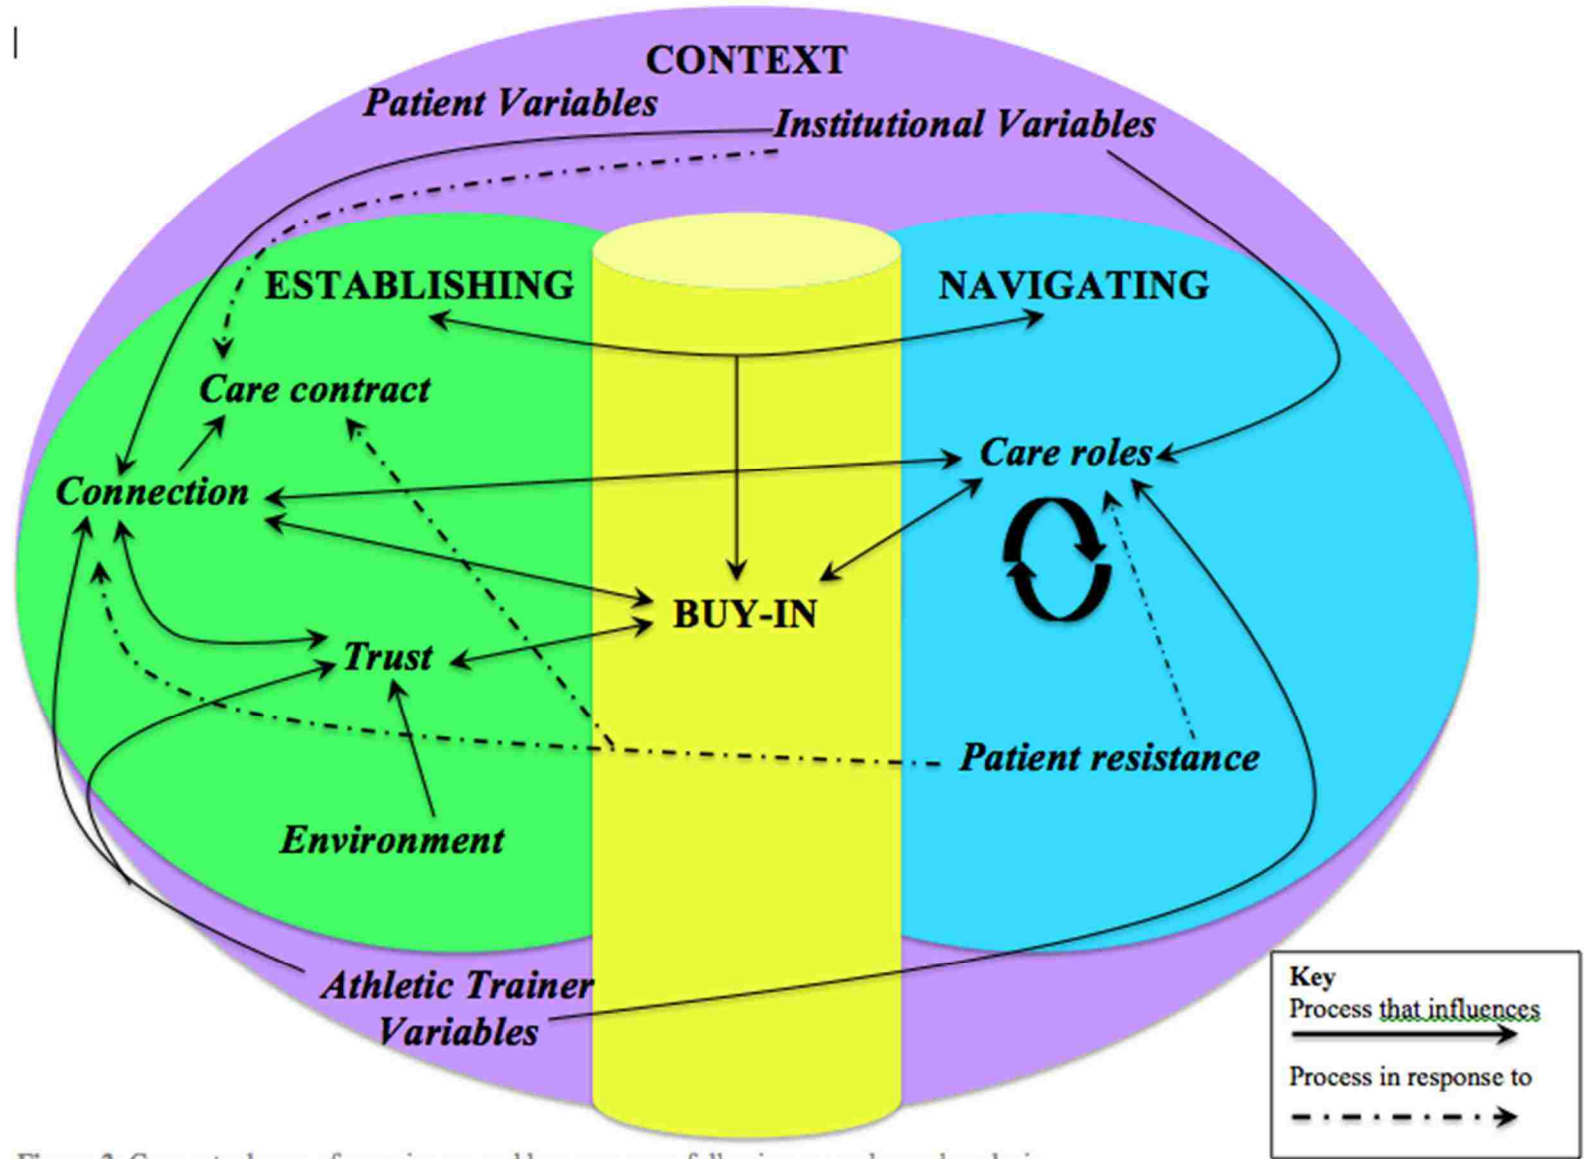 CONTEXT
Patient Variables
Institutional Variables
ESTABLISHING
NAVIGATING
Care contract
Care roles
Connection
BUY-IN
Trust
Patient resistance
Environment
Athletic Trainer
Variables
Key
Process that influences
Process in response to